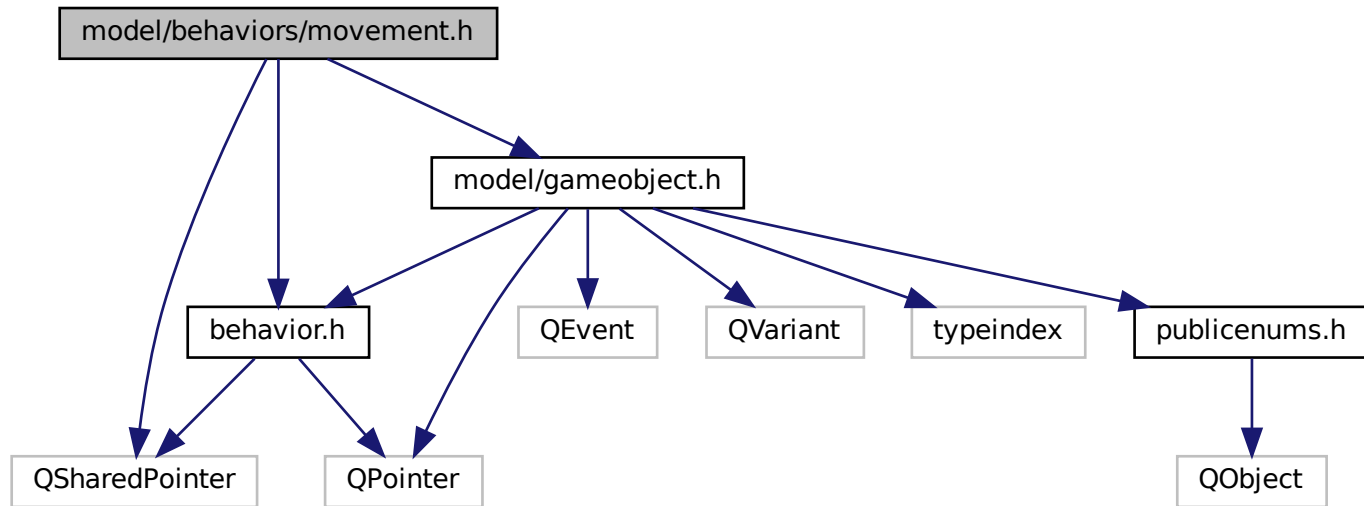 model/behaviors/movement.h
model/gameobject.h
behavior.h
QEvent
QVariant
typeindex
publicenums.h
QSharedPointer
QPointer
QObject